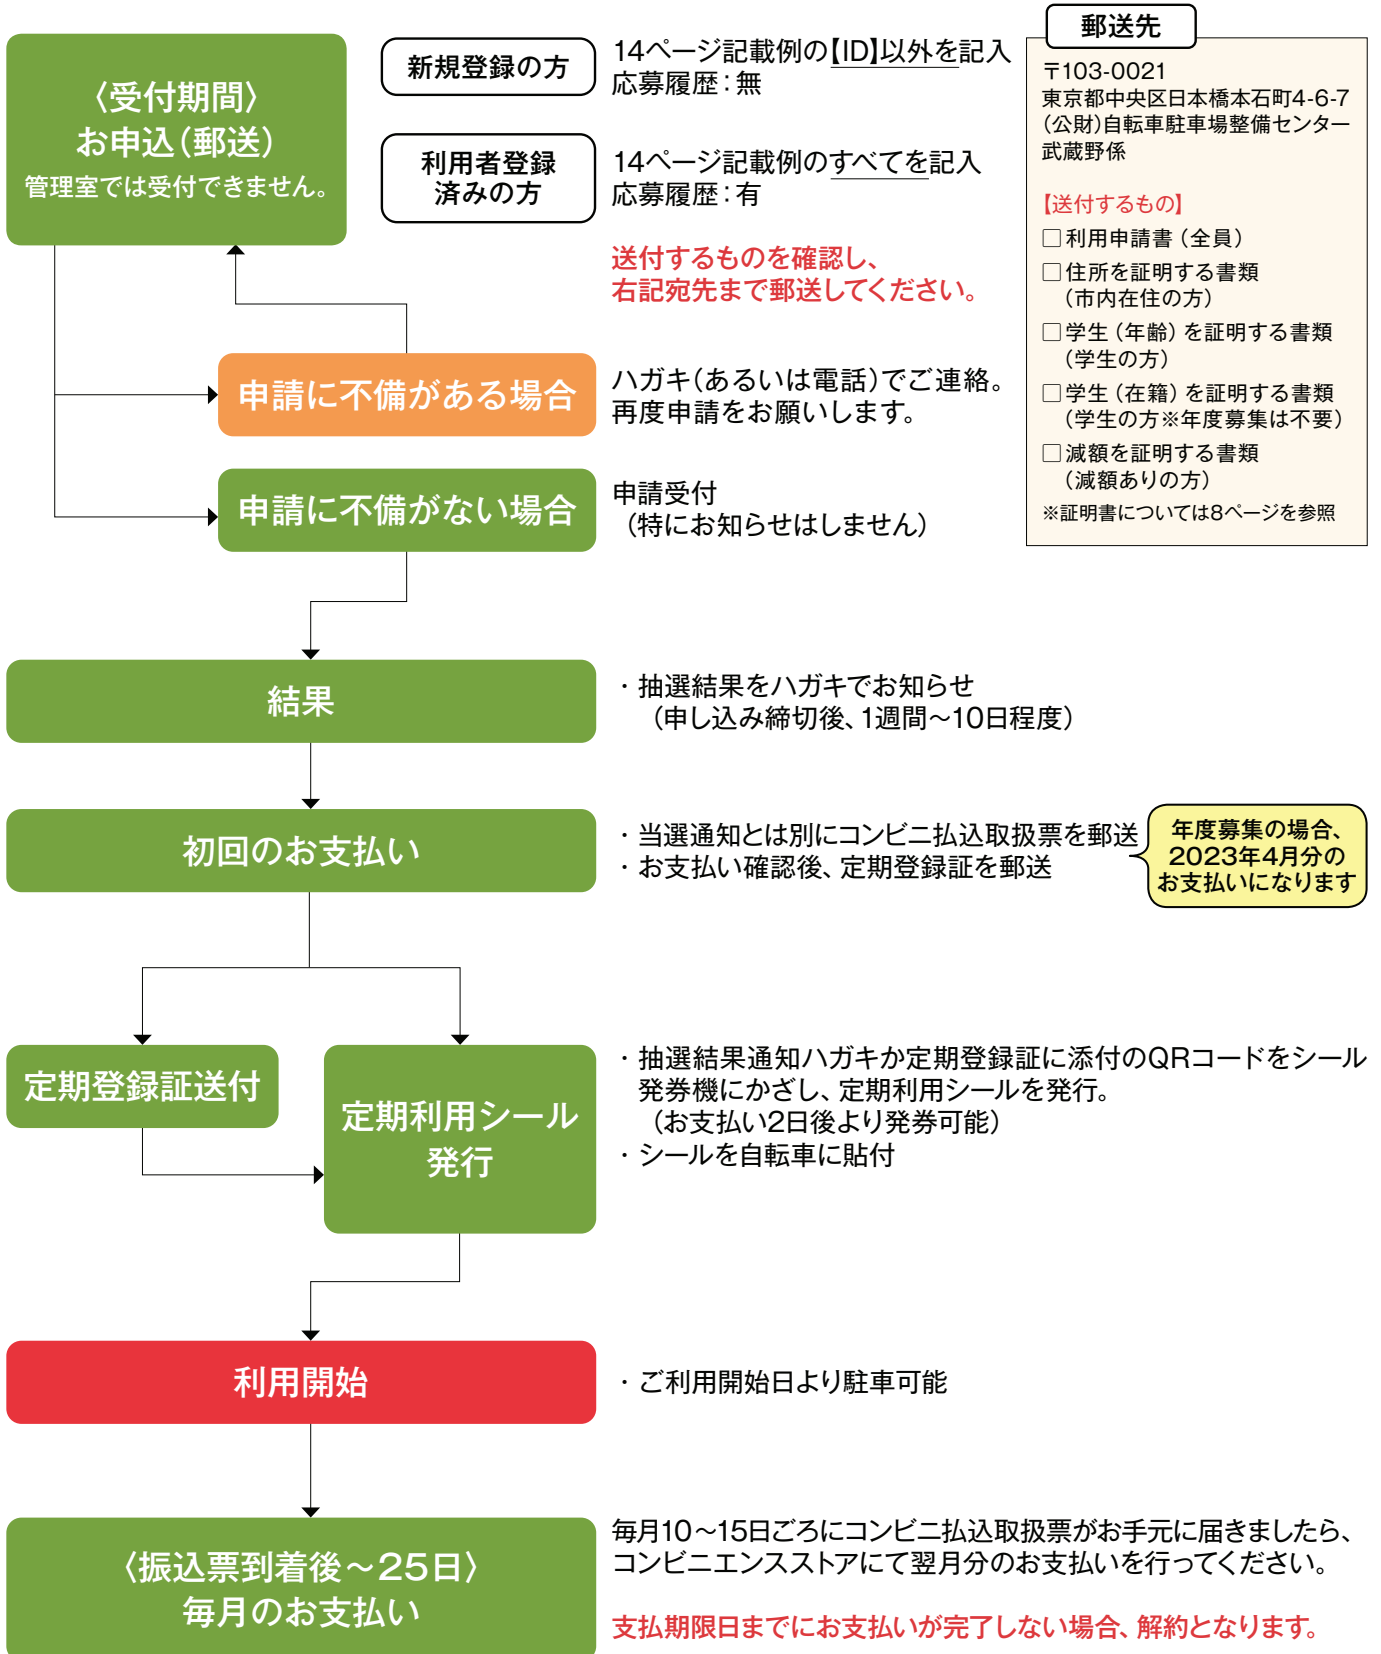 〈受付期間〉
お申込（郵送）
管理室では受付できません。
新規登録の方
14ページ記載例の【ID】以外を記入
応募履歴：無
利用者登録
済みの方
14ページ記載例のすべてを記入
応募履歴：有
送付するものを確認し、
右記宛先まで郵送してください。
郵送先
〒103-0021
東京都中央区日本橋本石町4-6-7
（公財）自転車駐車場整備センター
武蔵野係
【送付するもの】
□利用申請書（全員）
□住所を証明する書類
（市内在住の方）
□学生（年齢）を証明する書類
（学生の方）
□学生（在籍）を証明する書類
（学生の方※年度募集は不要）
□減額を証明する書類
（減額ありの方）
※証明書については8ページを参照
申請に不備がある場合
ハガキ（あるいは電話）でご連絡。
再度申請をお願いします。
申請に不備がない場合
申請受付
（特にお知らせはしません）
結果
・抽選結果をハガキでお知らせ
（申し込み締切後、1週間〜10日程度）
初回のお支払い
・当選通知とは別にコンビニ払込取扱票を郵送
・お支払い確認後、定期登録証を郵送
年度募集の場合、
2023年4月分の
お支払いになります
定期登録証送付
定期利用シール
発行
・抽選結果通知ハガキか定期登録証に添付のQRコードをシール
発券機にかざし、定期利用シールを発行。
（お支払い2日後より発券可能）
・シールを自転車に貼付
利用開始
・ご利用開始日より駐車可能
〈振込票到着後〜25日〉
毎月のお支払い
毎月10〜15日ごろにコンビニ払込取扱票がお手元に届きましたら、
コンビニエンスストアにて翌月分のお支払いを行ってください。
支払期限日までにお支払いが完了しない場合、解約となります。